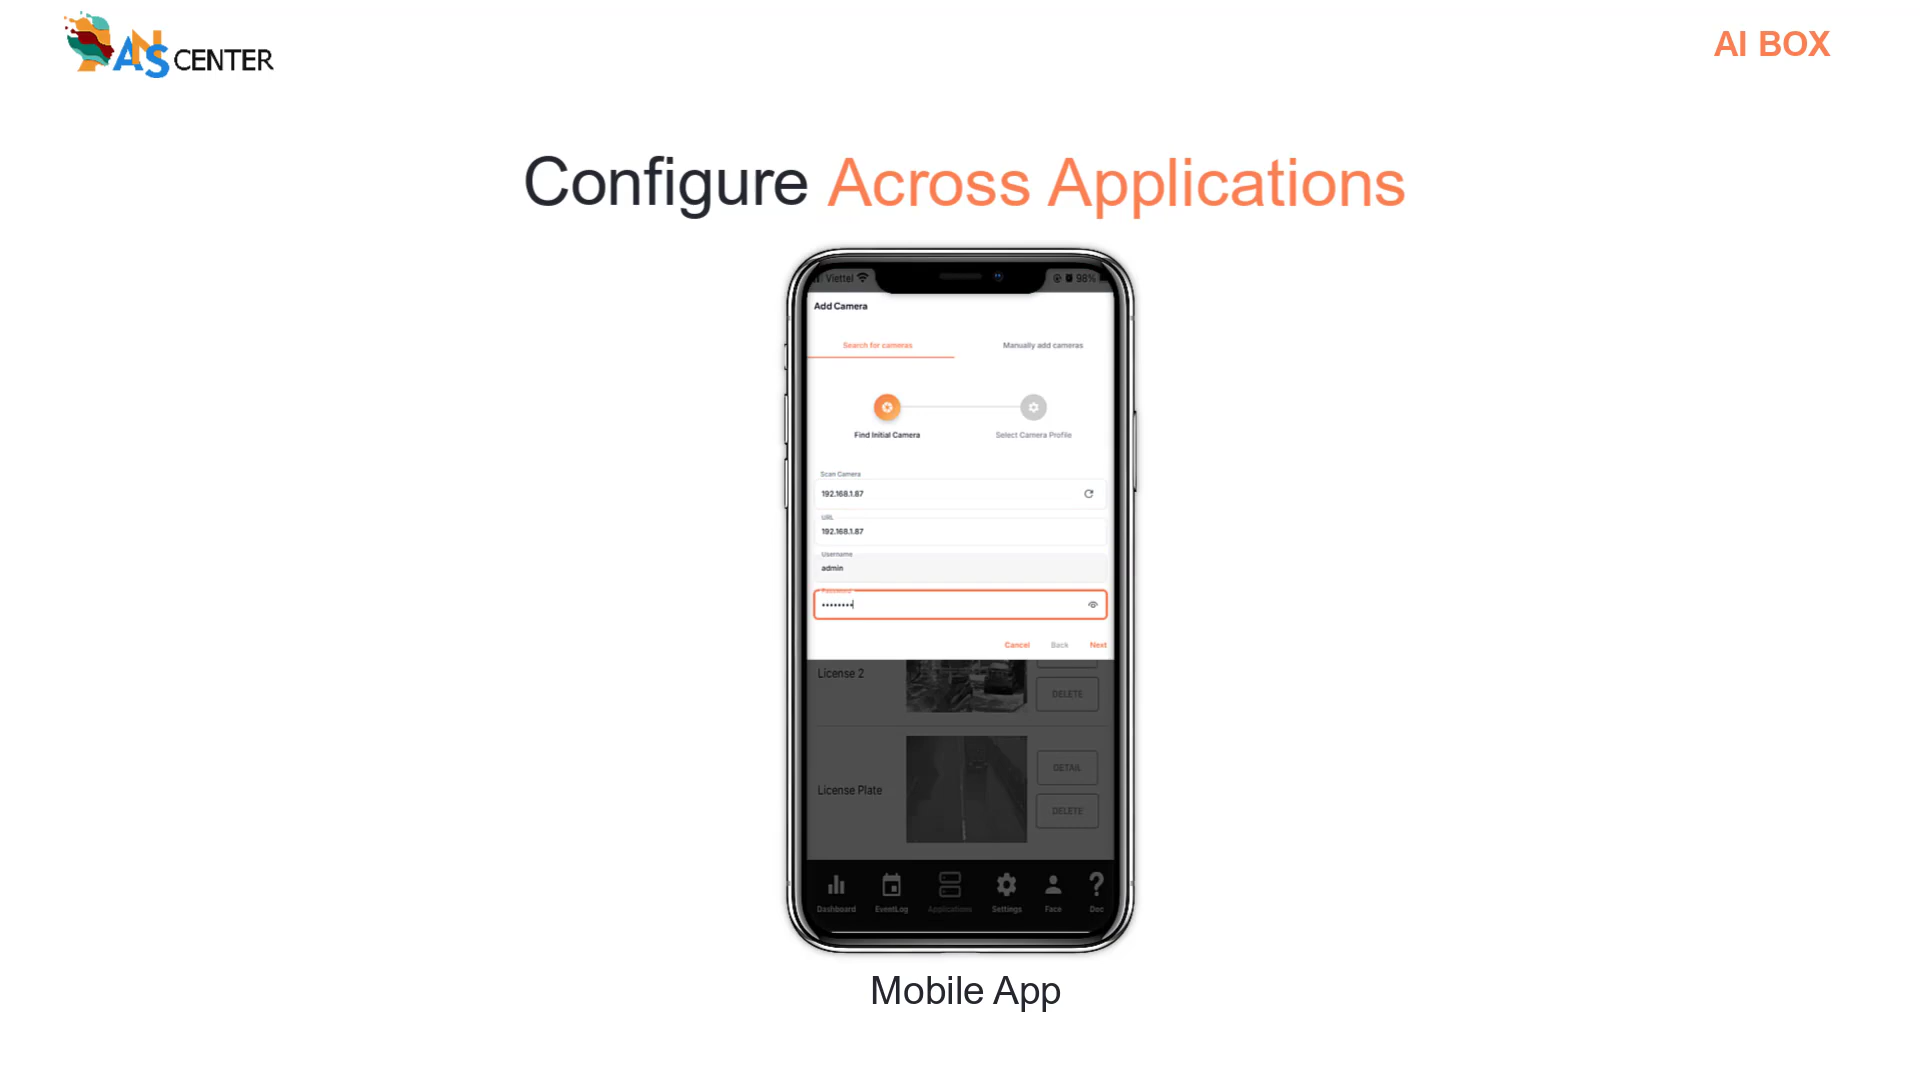 ANS CENTER
AI BOX
Configure Across Applications
Viettel
98%
Add Camera
Search for cameras
Manually add cameras
Find Initial Camera
Select Camera Profile
Scan Camera
192.168.1.87
URL
192.168.1.87
Username
admin
Password
••••••••
Cancel Back Next
License 2
DELETE
License Plate
DETAIL
DELETE
Dashboard EventLog Applications Settings Face Doc
Mobile App